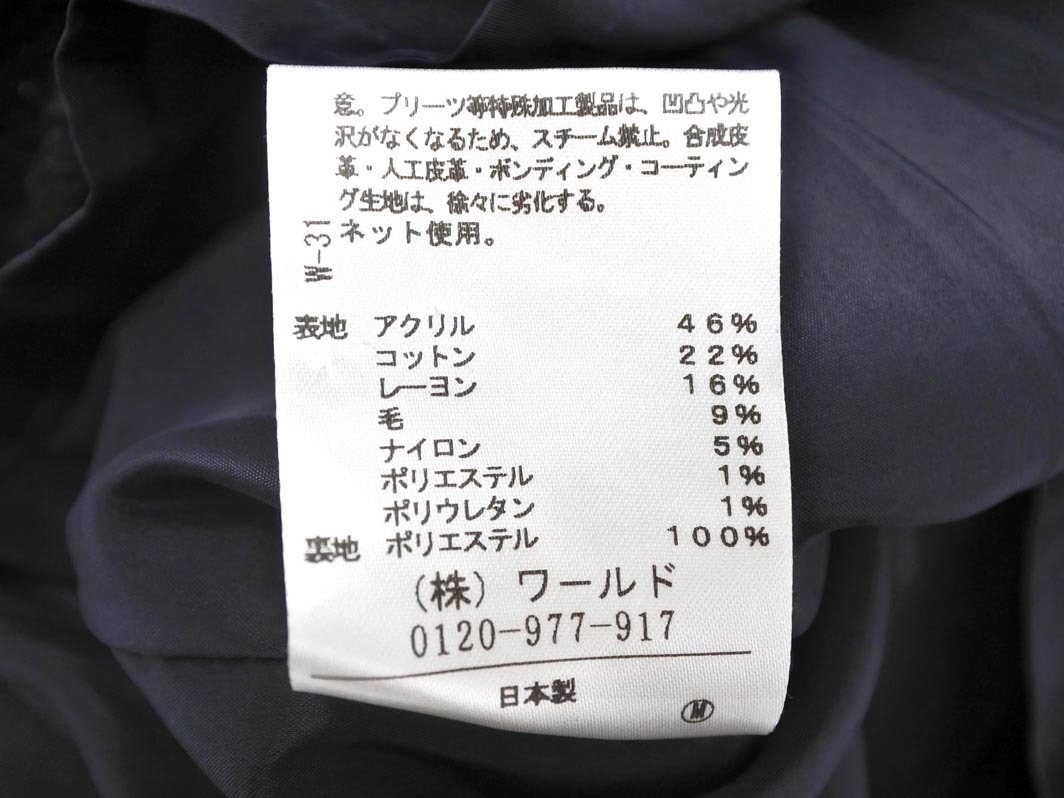 意。プリーツ等特殊加工製品は、凹凸や光
沢がなくなるため、スチーム禁止。合成皮
革・人工皮革・ボンディング・コーティン
グ生地は、徐々に劣化する。
ネット使用。
W-31
表地 アクリル 46%
コットン 22%
レーヨン 16%
毛 9%
ナイロン 5%
ポリエステル 1%
ポリウレタン 1%
裏地 ポリエステル 100%
(株) ワールド
0120-977-917
日本製
M